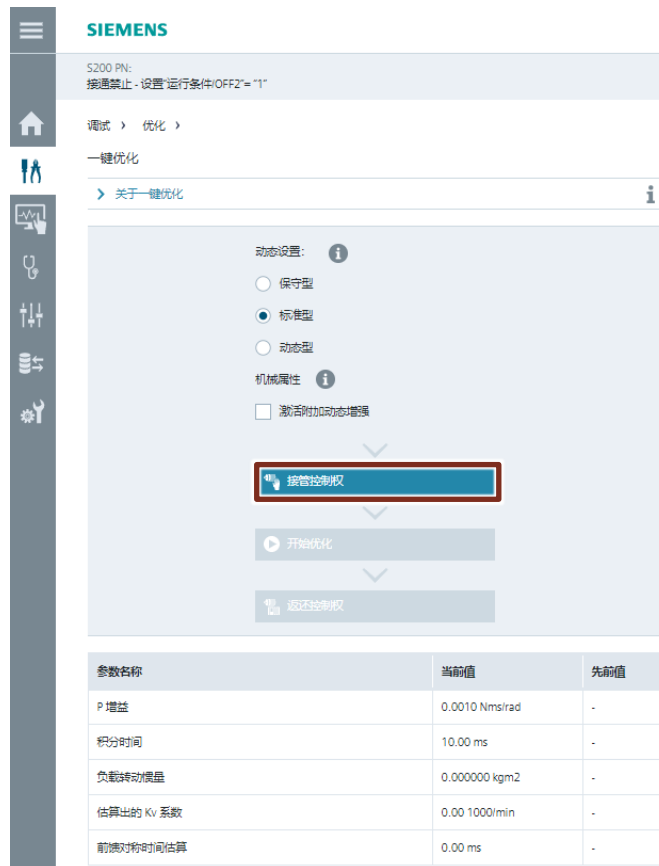 SIEMENS
S200 PN:
接通禁止 - 设置"运行条件/OFF2"= "1"
调试 › 优化 ›
一键优化
关于一键优化
动态设置：
保守型
标准型
动态型
机械属性
激活附加动态增强
接管控制权
开始优化
返还控制权
参数名称 当前值 先前值
P 增益 0.0010 Nms/rad -
积分时间 10.00 ms -
负载转动惯量 0.000000 kgm2 -
估算出的 Kv 系数 0.00 1000/min -
前馈对称时间估算 0.00 ms -